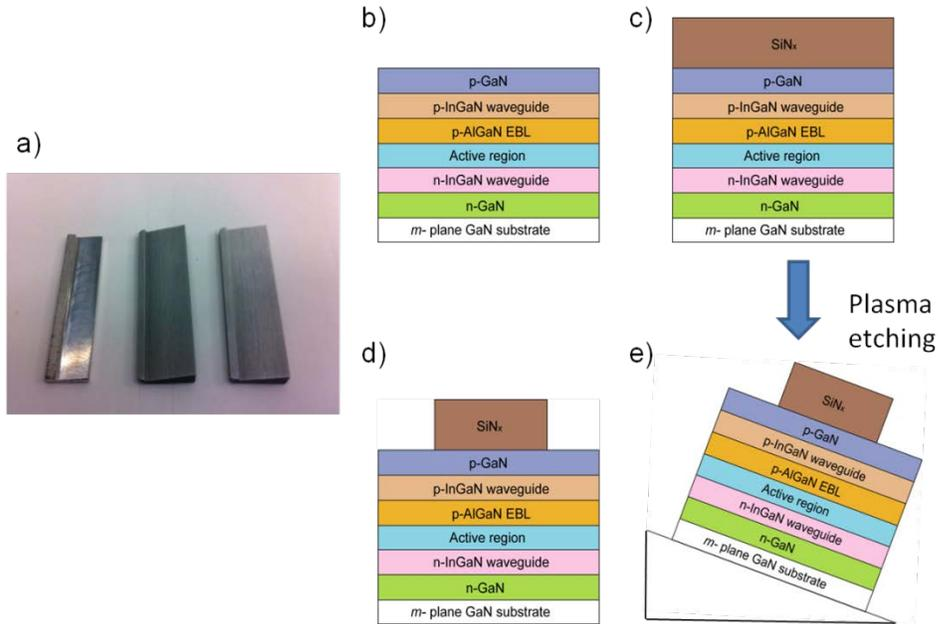 a)
b)
p-GaN
p-InGaN waveguide
p-AlGaN EBL
Active region
n-InGaN waveguide
n-GaN
m- plane GaN substrate
c)
SiNₓ
p-GaN
p-InGaN waveguide
p-AlGaN EBL
Active region
n-InGaN waveguide
n-GaN
m- plane GaN substrate
Plasma
etching
d)
SiNₓ
p-GaN
p-InGaN waveguide
p-AlGaN EBL
Active region
n-InGaN waveguide
n-GaN
m- plane GaN substrate
e)
SiNₓ
p-GaN
p-InGaN waveguide
p-AlGaN EBL
Active region
n-InGaN waveguide
n-GaN
m- plane GaN substrate